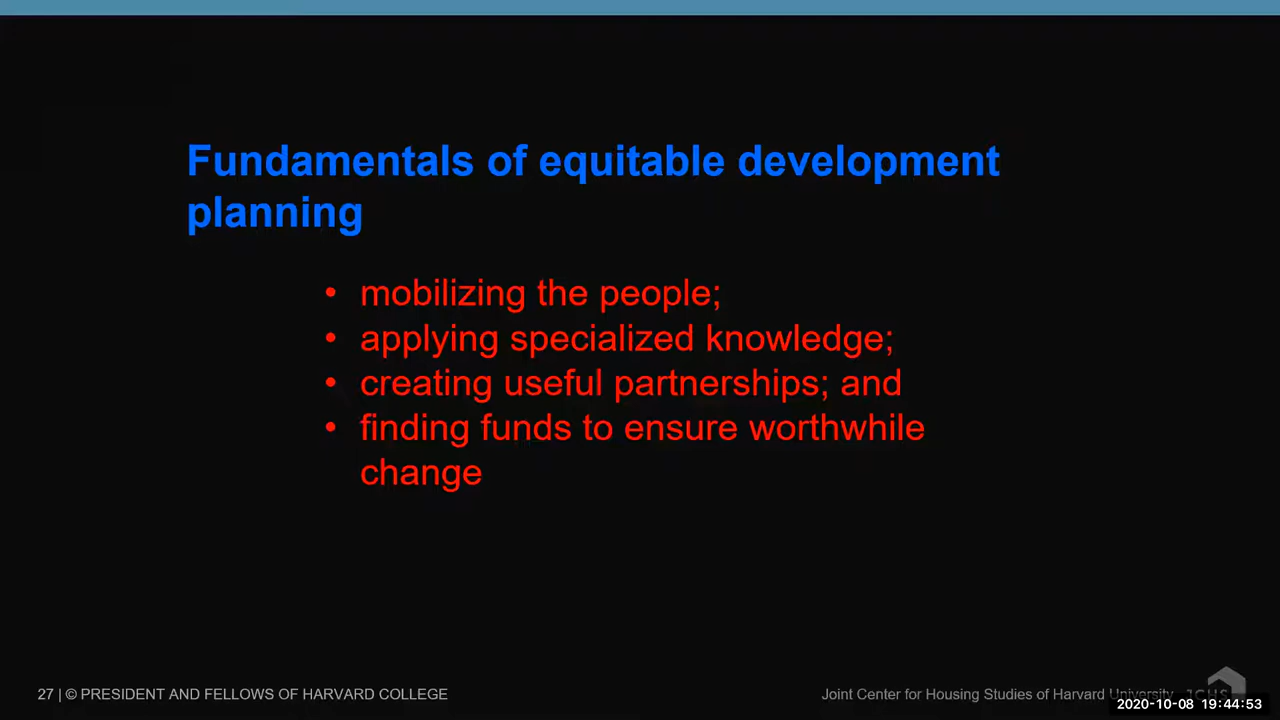 Fundamentals of equitable development
planning
• mobilizing the people;
• applying specialized knowledge;
• creating useful partnerships; and
• finding funds to ensure worthwhile
change
27 | © PRESIDENT AND FELLOWS OF HARVARD COLLEGE
Joint Center for Housing Studies of Harvard University JCHS
2020-10-08 19:44:53